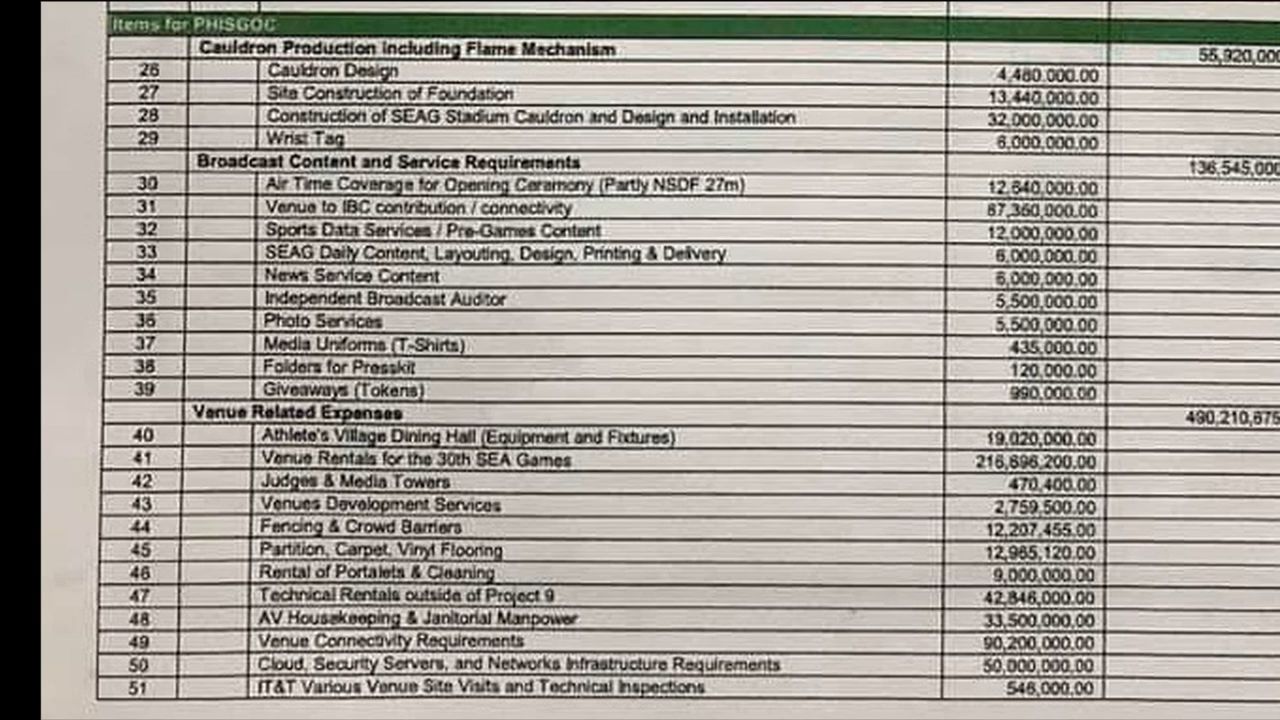 Items for PHISGOC
Cauldron Production including Flame Mechanism 55,920,000
26 Cauldron Design 4,480,000.00
27 Site Construction of Foundation 13,440,000.00
28 Construction of SEAG Stadium Cauldron and Design and Installation 32,000,000.00
29 Wrist Tag 6,000,000.00
Broadcast Content and Service Requirements 136,545,000
30 Air Time Coverage for Opening Ceremony (Partly NSDF 27m) 12,640,000.00
31 Venue to IBC contribution / connectivity 87,360,000.00
32 Sports Data Services / Pre-Games Content 12,000,000.00
33 SEAG Daily Content, Layouting, Design, Printing & Delivery 6,000,000.00
34 News Service Content 6,000,000.00
35 Independent Broadcast Auditor 5,500,000.00
36 Photo Services 5,500,000.00
37 Media Uniforms (T-Shirts) 435,000.00
38 Folders for Presskit 120,000.00
39 Giveaways (Tokens) 990,000.00
Venue Related Expenses 490,210,675
40 Athlete's Village Dining Hall (Equipment and Fixtures) 19,020,000.00
41 Venue Rentals for the 30th SEA Games 216,696,200.00
42 Judges & Media Towers 470,400.00
43 Venues Development Services 2,759,500.00
44 Fencing & Crowd Barriers 12,207,455.00
45 Partition, Carpet, Vinyl Flooring 12,965,120.00
46 Rental of Portalets & Cleaning 9,000,000.00
47 Technical Rentals outside of Project 9 42,846,000.00
48 AV Housekeeping & Janitorial Manpower 33,500,000.00
49 Venue Connectivity Requirements 90,200,000.00
50 Cloud, Security Servers, and Networks Infrastructure Requirements 50,000,000.00
51 IT&T Various Venue Site Visits and Technical Inspections 546,000.00